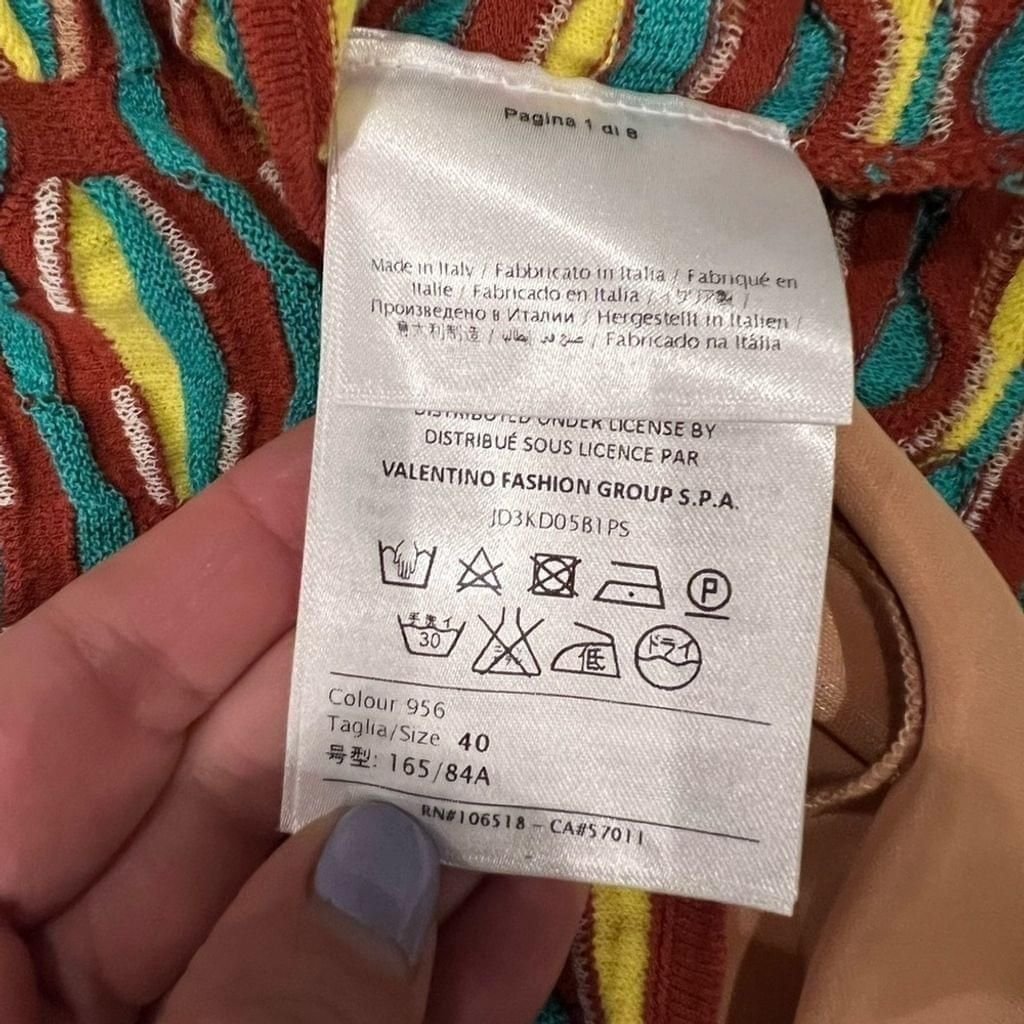 Pagina 1 di 8
Made in Italy / Fabbricato in Italia / Fabriqué en
Italie / Fabricado en Italia / イタリア製 /
Произведено в Италии / Hergestellt in Italien /
意大利制造 / صنع في إيطاليا / Fabricado na Itália
DISTRIBUTED UNDER LICENSE BY
DISTRIBUÉ SOUS LICENCE PAR
VALENTINO FASHION GROUP S.P.A.
JD3KD05B1PS
P
手洗イ
30
低
ドライ
Colour 956
Taglia/Size 40
号型: 165/84A
RN#106518 - CA#57011